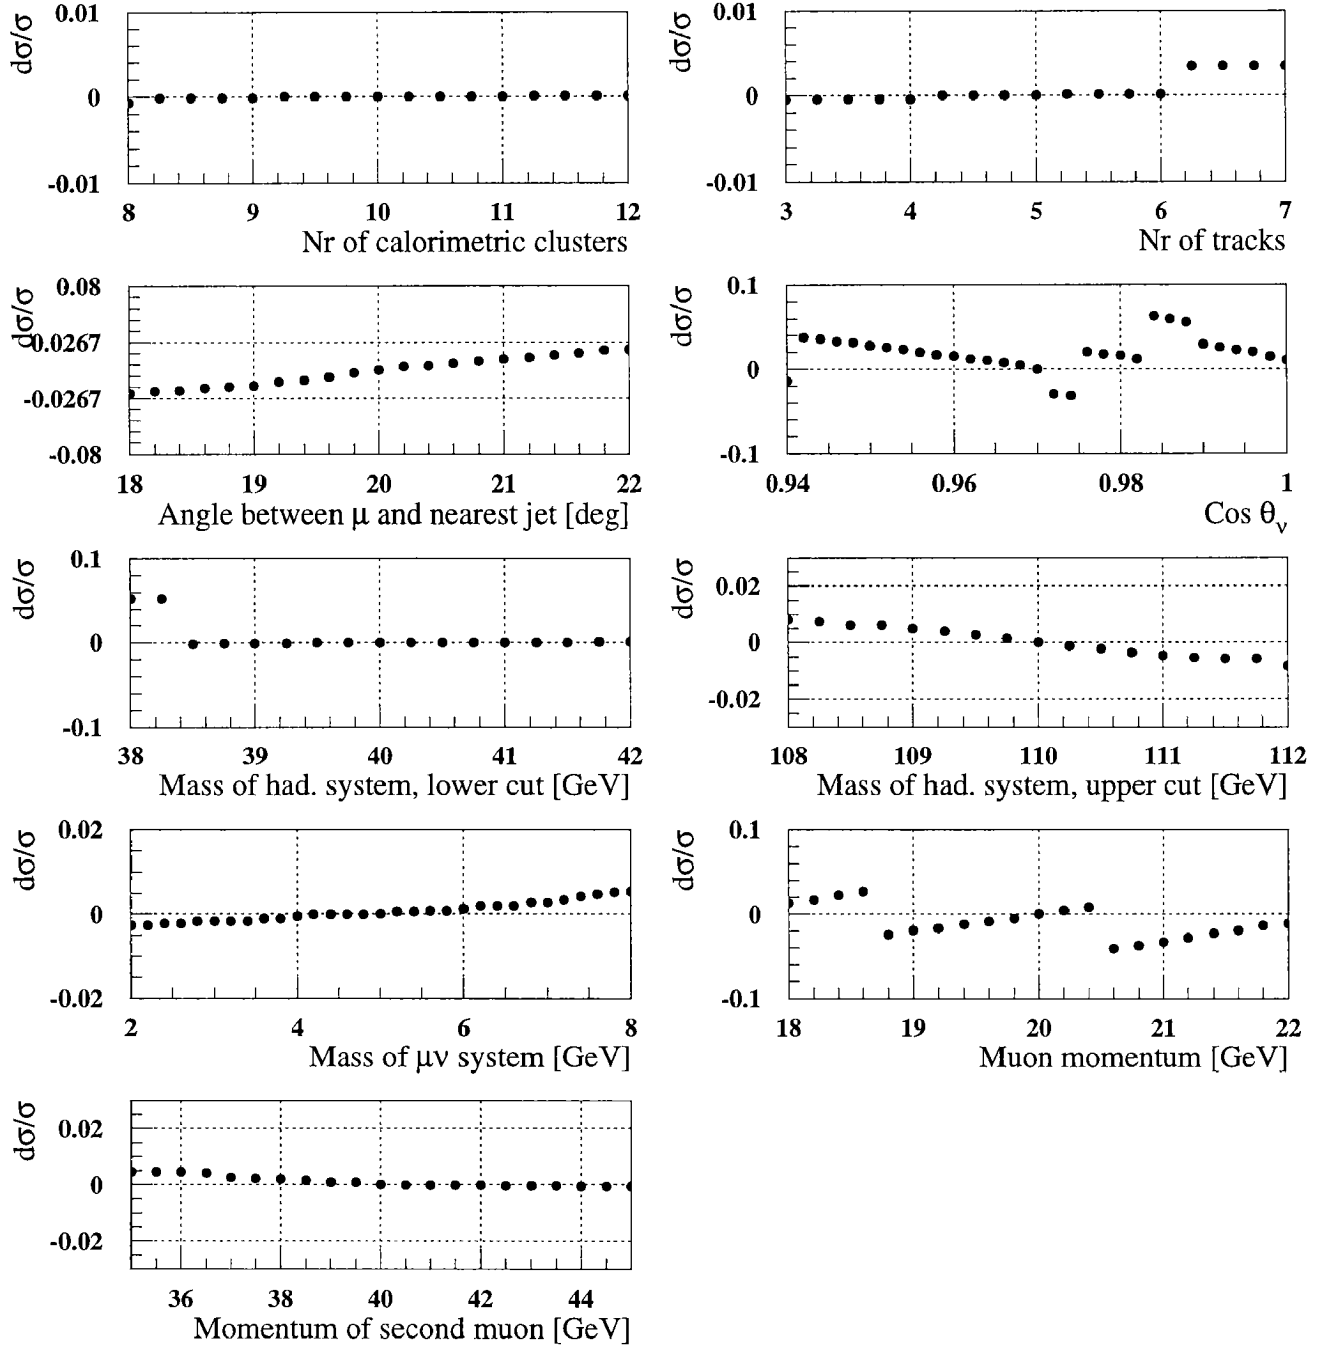 dσ/σ
0.01
0
-0.01
8 9 10 11 12
Nr of calorimetric clusters
dσ/σ
0.01
0
-0.01
3 4 5 6 7
Nr of tracks
dσ/σ
0.08
0.0267
-0.0267
-0.08
18 19 20 21 22
Angle between μ and nearest jet [deg]
dσ/σ
0.1
0
-0.1
0.94 0.96 0.98 1
Cos θν
dσ/σ
0.1
0
-0.1
38 39 40 41 42
Mass of had. system, lower cut [GeV]
dσ/σ
0.02
0
-0.02
108 109 110 111 112
Mass of had. system, upper cut [GeV]
dσ/σ
0.02
0
-0.02
2 4 6 8
Mass of μν system [GeV]
dσ/σ
0.1
0
-0.1
18 19 20 21 22
Muon momentum [GeV]
dσ/σ
0.02
0
-0.02
36 38 40 42 44
Momentum of second muon [GeV]